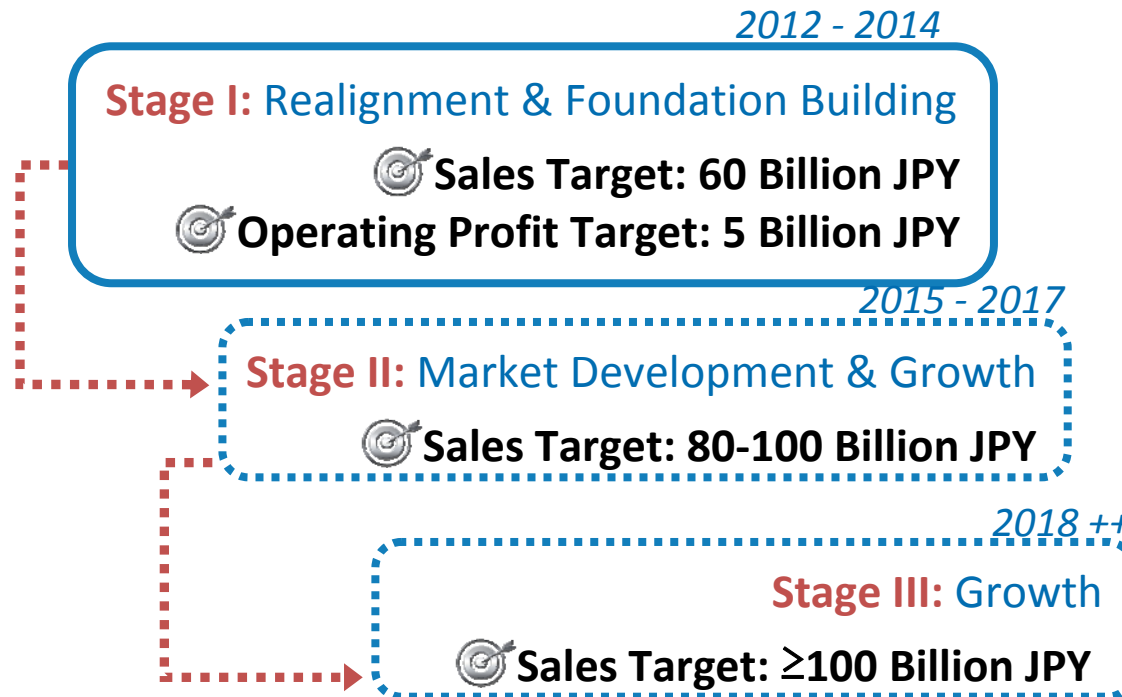 2012 - 2014
Stage I: Realignment & Foundation Building
Sales Target: 60 Billion JPY
Operating Profit Target: 5 Billion JPY
2015 - 2017
Stage II: Market Development & Growth
Sales Target: 80-100 Billion JPY
2018 ++
Stage III: Growth
Sales Target: ≥100 Billion JPY